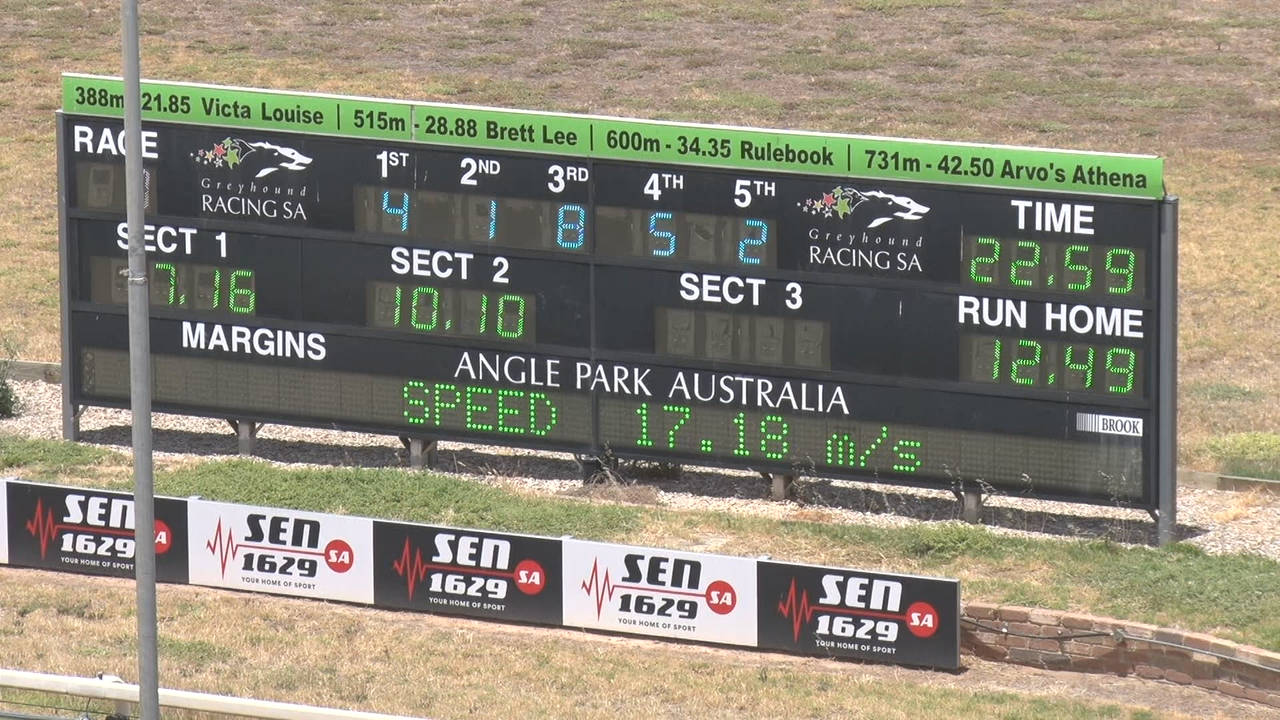 388m 21.85 Victa Louise | 515m - 28.88 Brett Lee | 600m - 34.35 Rulebook | 731m - 42.50 Arvo's Athena
RACE
Greyhound
RACING SA
1ST 2ND 3RD 4TH 5TH
4 1 8 5 2
Greyhound
RACING SA
TIME
22.59
SECT 1
7.16
SECT 2
10.10
SECT 3
RUN HOME
12.49
MARGINS
ANGLE PARK AUSTRALIA
SPEED 17.18 m/s
BROOK
SEN
1629 SA
YOUR HOME OF SPORT
SEN
1629 SA
YOUR HOME OF SPORT
SEN
1629 SA
YOUR HOME OF SPORT
SEN
1629 SA
YOUR HOME OF SPORT
SEN
1629 SA
YOUR HOME OF SPORT